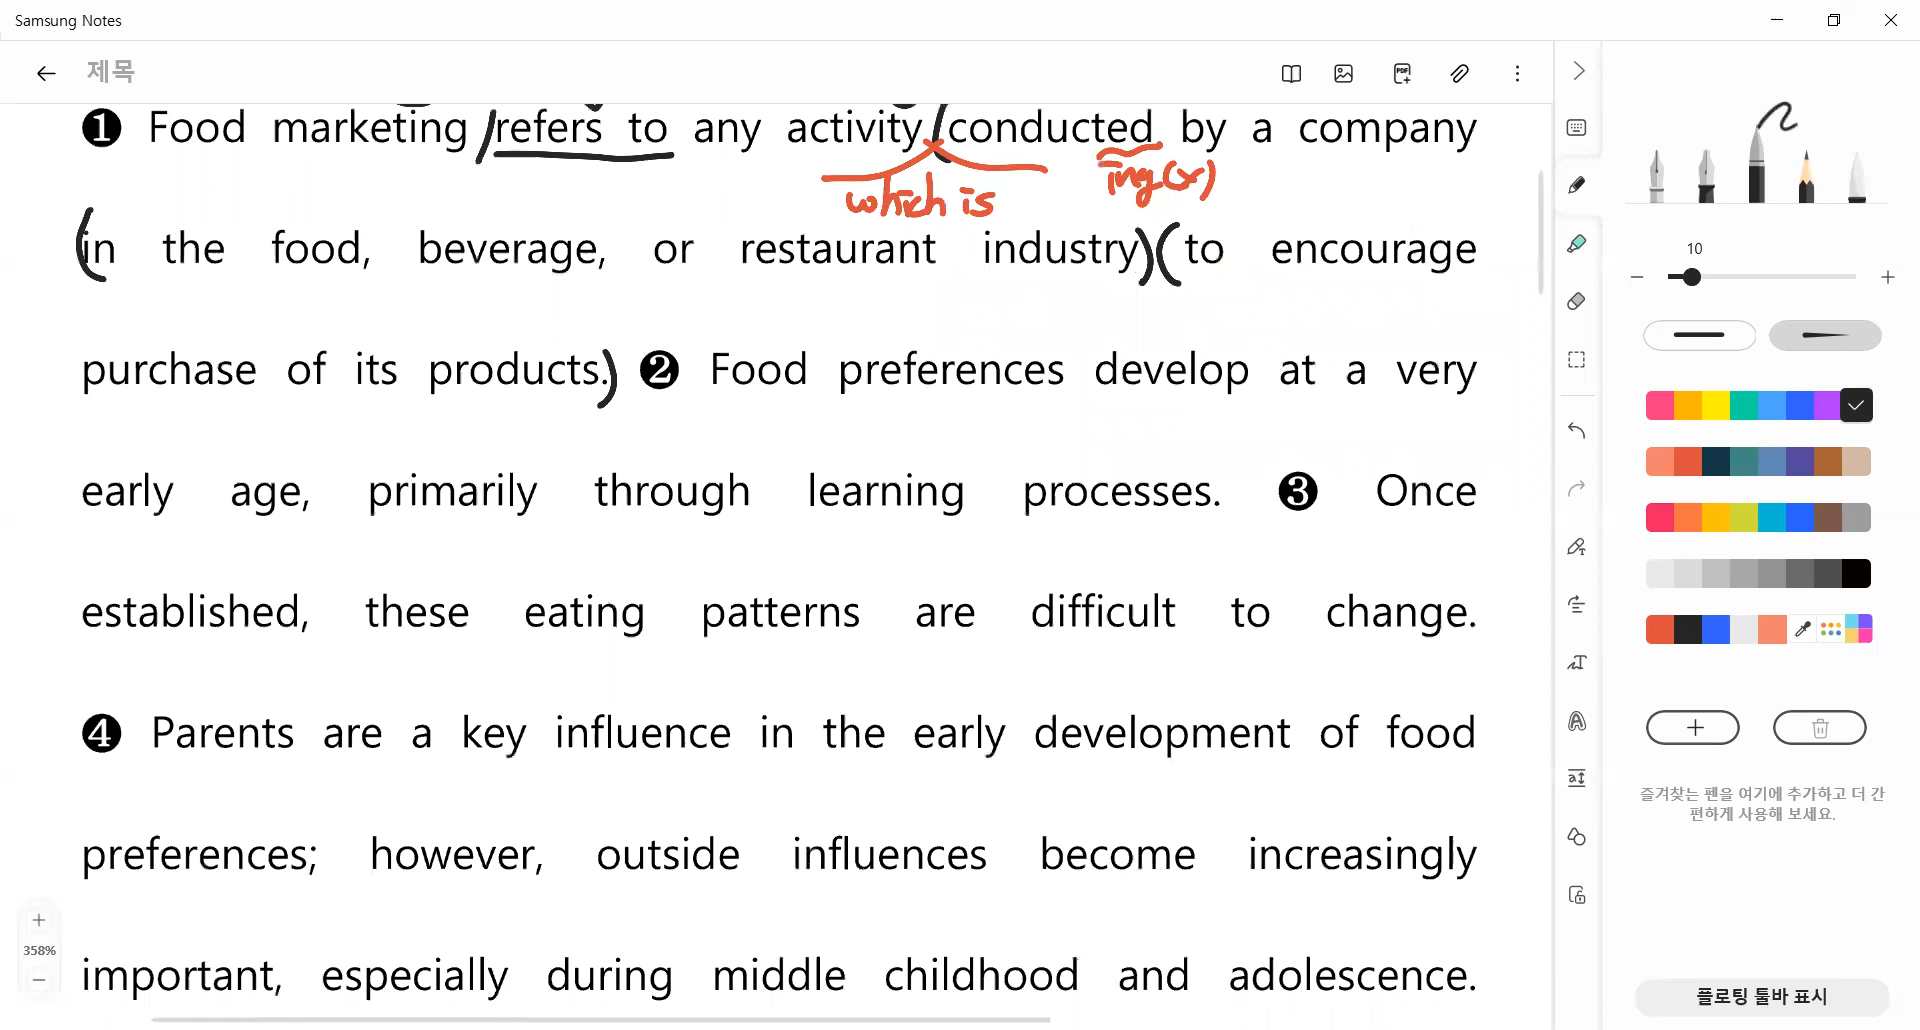 Samsung Notes
제목
❶ Food marketing refers to any activity conducted by a company
which is
ing(x)
in the food, beverage, or restaurant industry to encourage
purchase of its products. ❷ Food preferences develop at a very
early age, primarily through learning processes. ❸ Once
established, these eating patterns are difficult to change.
❹ Parents are a key influence in the early development of food
preferences; however, outside influences become increasingly
important, especially during middle childhood and adolescence.
358%
10
즐겨찾는 펜을 여기에 추가하고 더 간
편하게 사용해 보세요.
플로팅 툴바 표시